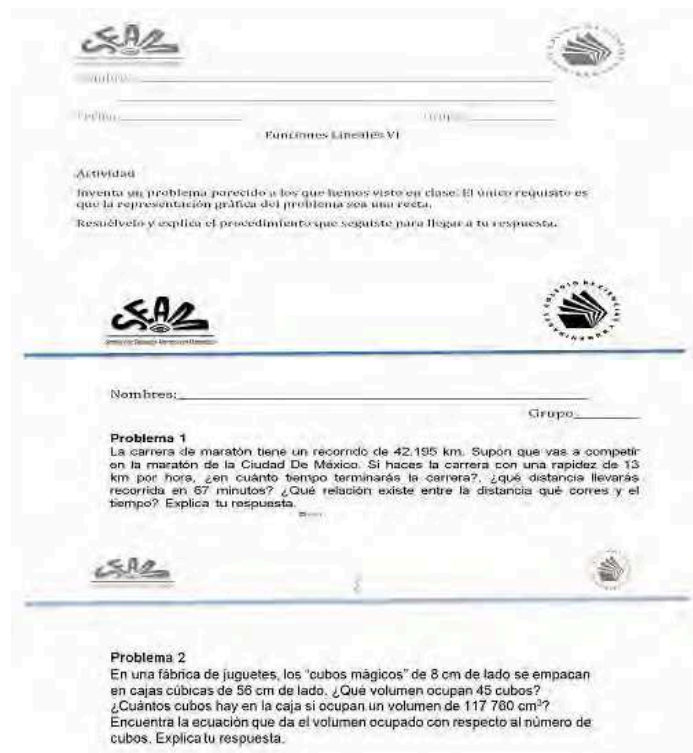 Nombre:
Fecha: Grupo:
Funciones Lineales VI
Actividad
Inventa un problema parecido a los que hemos visto en clase. El único requisito es
que la representación gráfica del problema sea una recta.
Resuélvelo y explica el procedimiento que seguiste para llegar a tu respuesta.
Nombres:
Grupo
Problema 1
La carrera de maratón tiene un recorrido de 42.195 km. Supón que vas a competir
en la maratón de la Ciudad De México. Si haces la carrera con una rapidez de 13
km por hora, ¿en cuánto tiempo terminarás la carrera?, ¿qué distancia llevarás
recorrida en 67 minutos? ¿Qué relación existe entre la distancia qué corres y el
tiempo? Explica tu respuesta.
Problema 2
En una fábrica de juguetes, los "cubos mágicos" de 8 cm de lado se empacan
en cajas cúbicas de 56 cm de lado. ¿Qué volumen ocupan 45 cubos?
¿Cuántos cubos hay en la caja si ocupan un volumen de 117 760 cm³?
Encuentra la ecuación que da el volumen ocupado con respecto al número de
cubos. Explica tu respuesta.